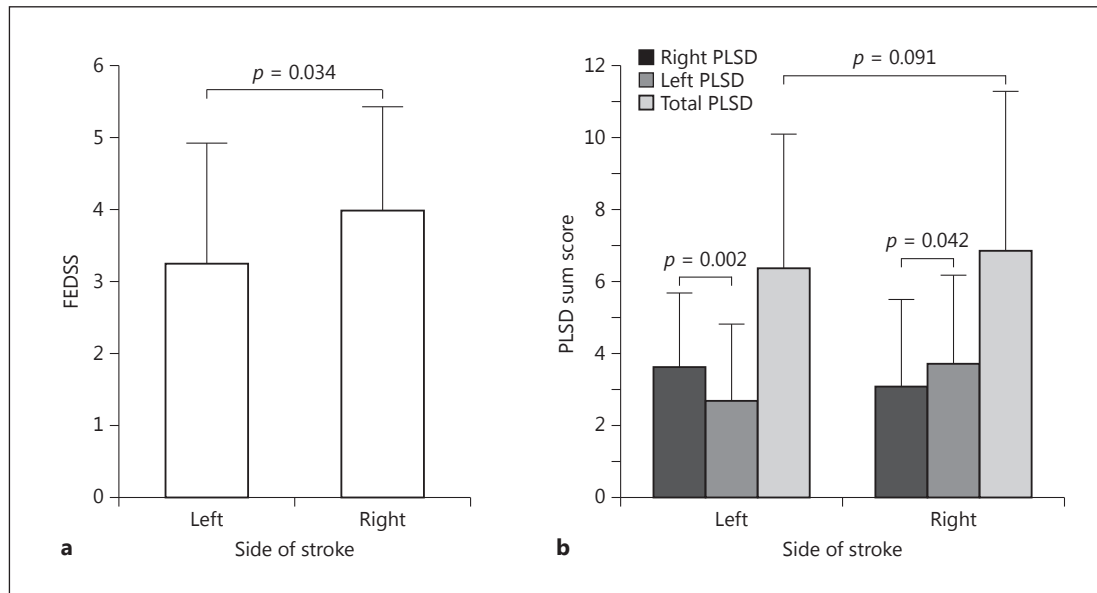 6
5
4
3
2
1
0
FEDSS
p = 0.034
Left
Right
Side of stroke
a
Right PLSD
Left PLSD
Total PLSD
12
10
8
6
4
2
0
PLSD sum score
p = 0.091
p = 0.002
p = 0.042
Left
Right
Side of stroke
b